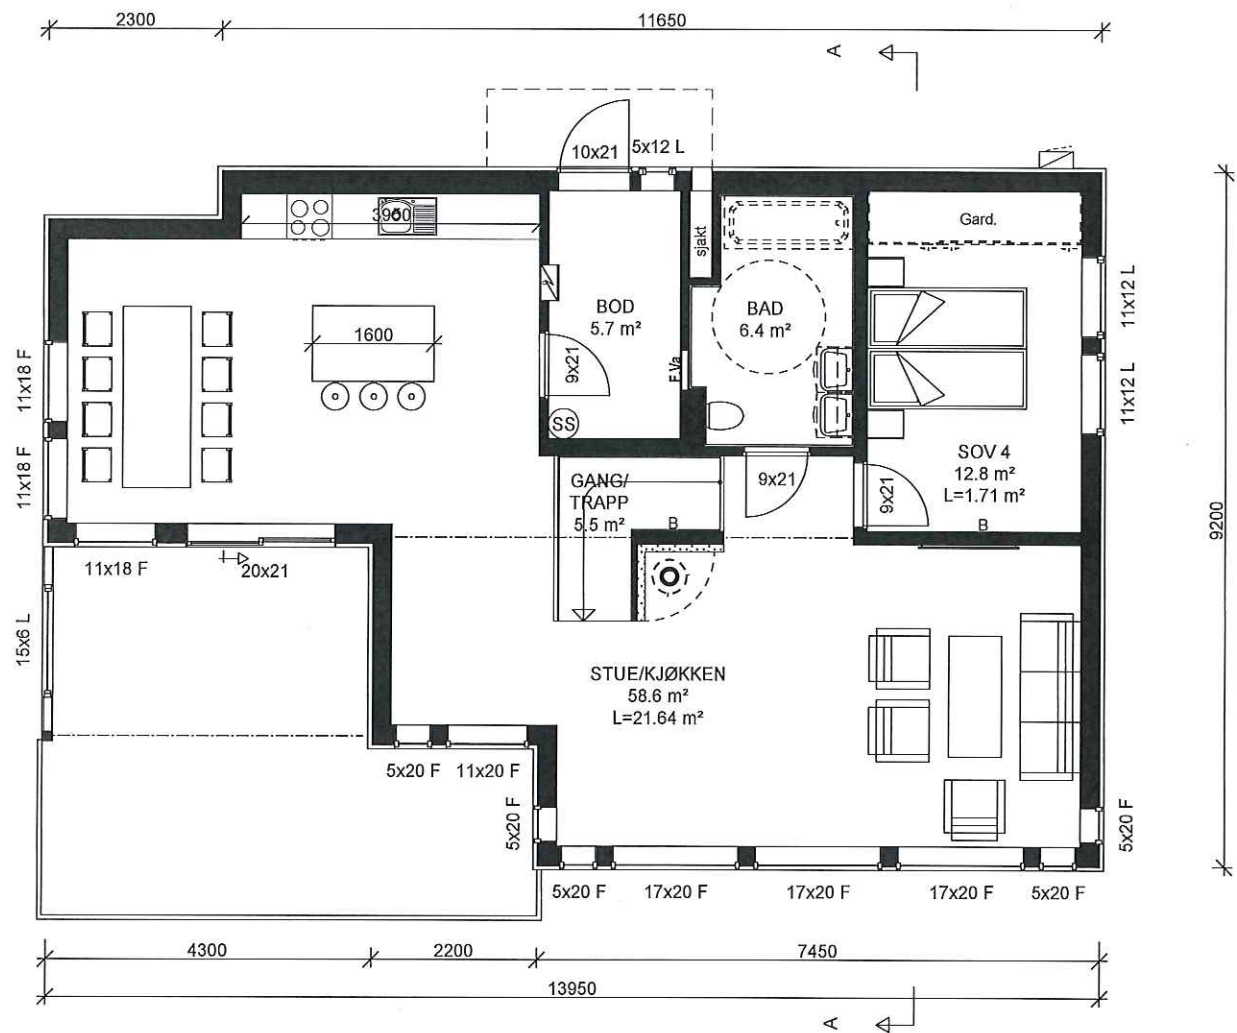 2300
11650
A
10x21
5x12 L
3900
sjakt
Gard.
BOD
5.7 m²
BAD
6.4 m²
11x12 L
1600
9x21
F.Va
11x18 F
11x12 L
SS
11x18 F
SOV 4
12.8 m²
L=1.71 m²
GANG/
TRAPP
5.5 m²
9x21
9x21
B
B
9200
11x18 F
20x21
15x6 L
STUE/KJØKKEN
58.6 m²
L=21.64 m²
5x20 F
11x20 F
5x20 F
5x20 F
5x20 F
17x20 F
17x20 F
17x20 F
5x20 F
4300
2200
7450
13950
A